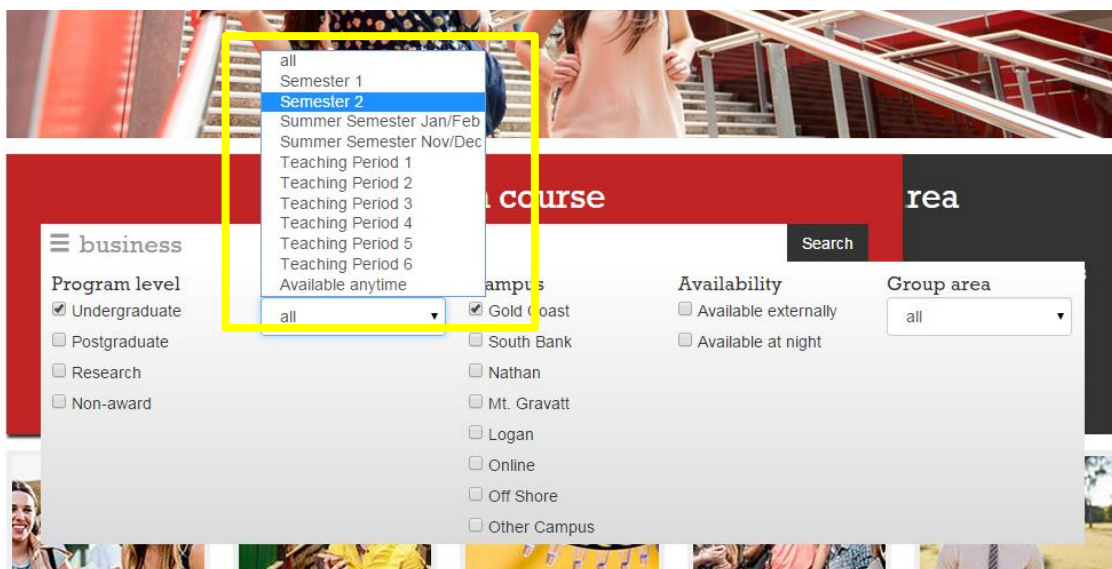 all
Semester 1
Semester 2
Summer Semester Jan/Feb
Summer Semester Nov/Dec
Teaching Period 1
Teaching Period 2
Teaching Period 3
Teaching Period 4
Teaching Period 5
Teaching Period 6
Available anytime
course
rea
business
Search
Program level
Undergraduate
Postgraduate
Research
Non-award
all
ampus
Gold Coast
South Bank
Nathan
Mt. Gravatt
Logan
Online
Off Shore
Other Campus
Availability
Available externally
Available at night
Group area
all